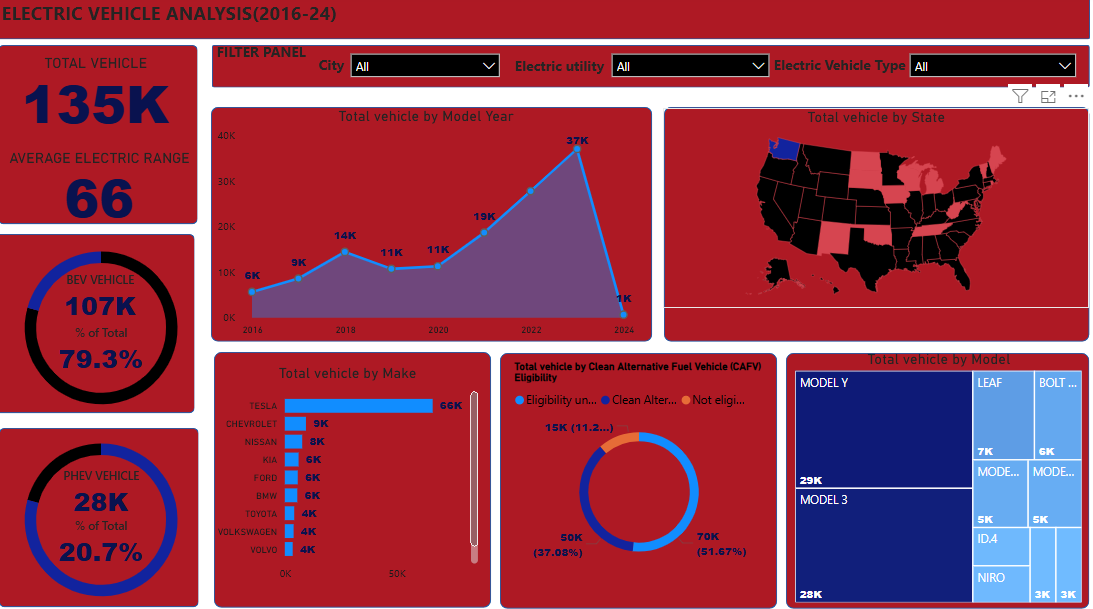 ELECTRIC VEHICLE ANALYSIS(2016-24)
TOTAL VEHICLE
135K
AVERAGE ELECTRIC RANGE
66
FILTER PANEL
City All
Electric utility All
Electric Vehicle Type All
BEV VEHICLE
107K
% of Total
79.3%
PHEV VEHICLE
28K
% of Total
20.7%
Total vehicle by Model Year
40K
30K
20K
10K
0K
6K
9K
14K
11K
11K
19K
37K
1K
2016
2018
2020
2022
2024
Total vehicle by State
Total vehicle by Make
TESLA 66K
CHEVROLET 9K
NISSAN 8K
KIA 6K
FORD 6K
BMW 6K
TOYOTA 4K
VOLKSWAGEN 4K
VOLVO 4K
0K 50K
Total vehicle by Clean Alternative Fuel Vehicle (CAFV)
Eligibility
Eligibility un... Clean Alter... Not eligi...
15K (11.2...)
50K
(37.08%)
70K
(51.67%)
Total vehicle by Model
MODEL Y
29K
MODEL 3
28K
LEAF
7K
BOLT ...
6K
MODE...
5K
MODE...
5K
ID.4
NIRO
3K
3K